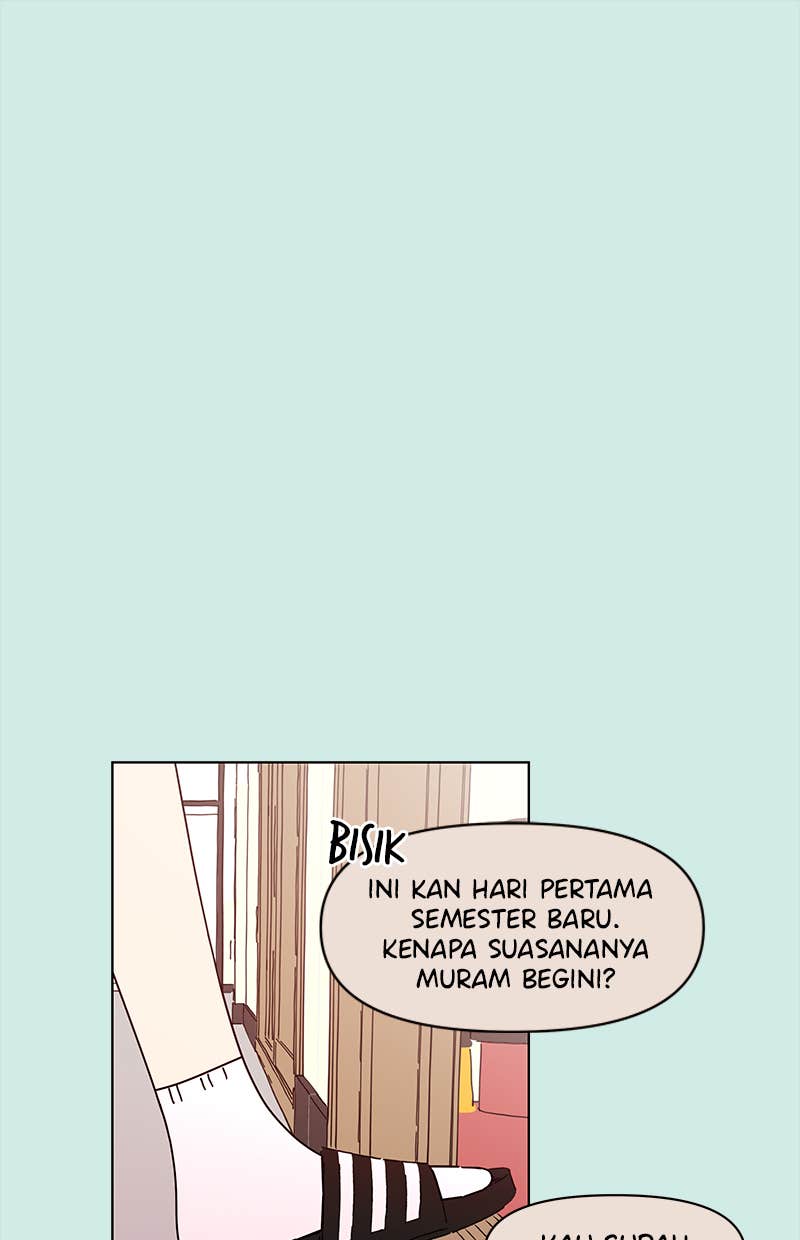 BISIK
INI KAN HARI PERTAMA
SEMESTER BARU.
KENAPA SUASANANYA
MURAM BEGINI?